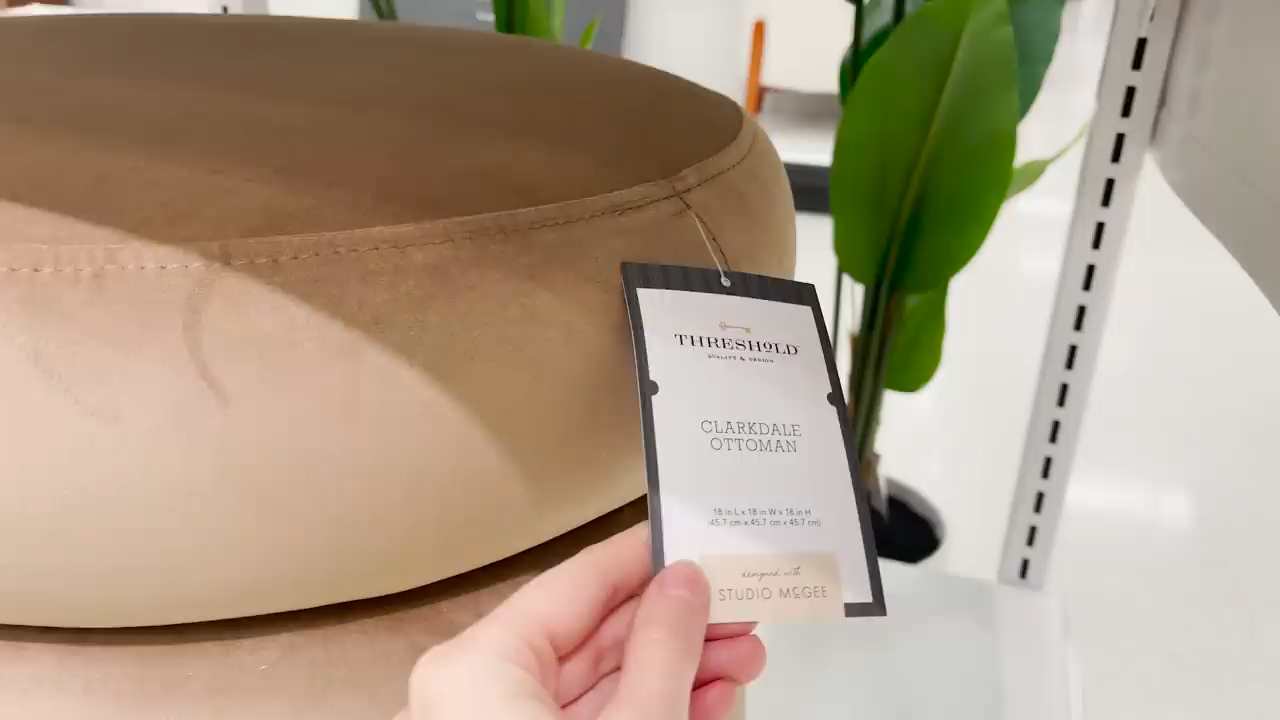 THRESHOLD
QUALITY & DESIGN
CLARKDALE
OTTOMAN
18 in L x 18 in W x 18 in H
(45.7 cm x 45.7 cm x 45.7 cm)
designed with
STUDIO McGEE